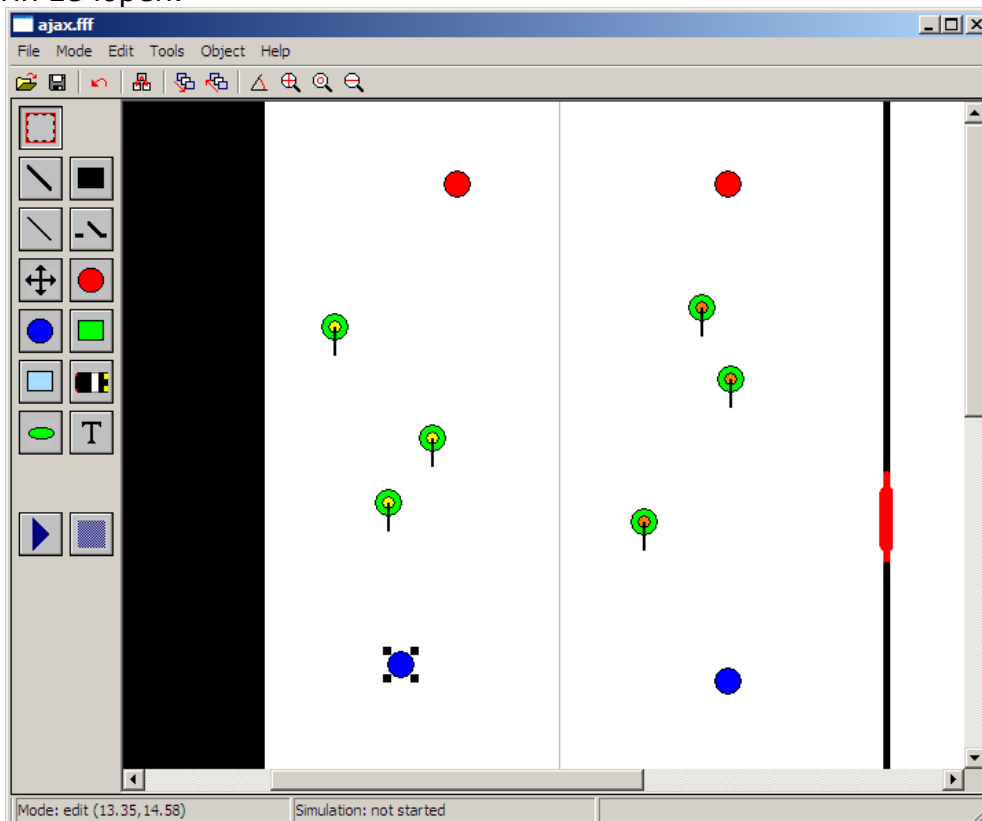 ajax.fff
File Mode Edit Tools Object Help
T
Mode: edit (13.35,14.58) Simulation: not started